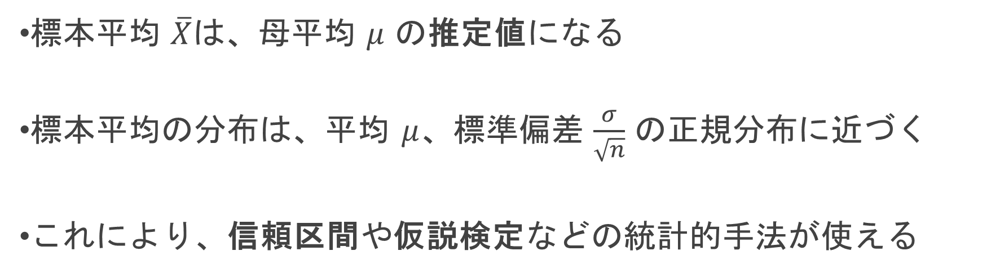 •標本平均 X̄は、母平均 μ の推定値になる
•標本平均の分布は、平均 μ、標準偏差 σ/√n の正規分布に近づく
•これにより、信頼区間や仮説検定などの統計的手法が使える